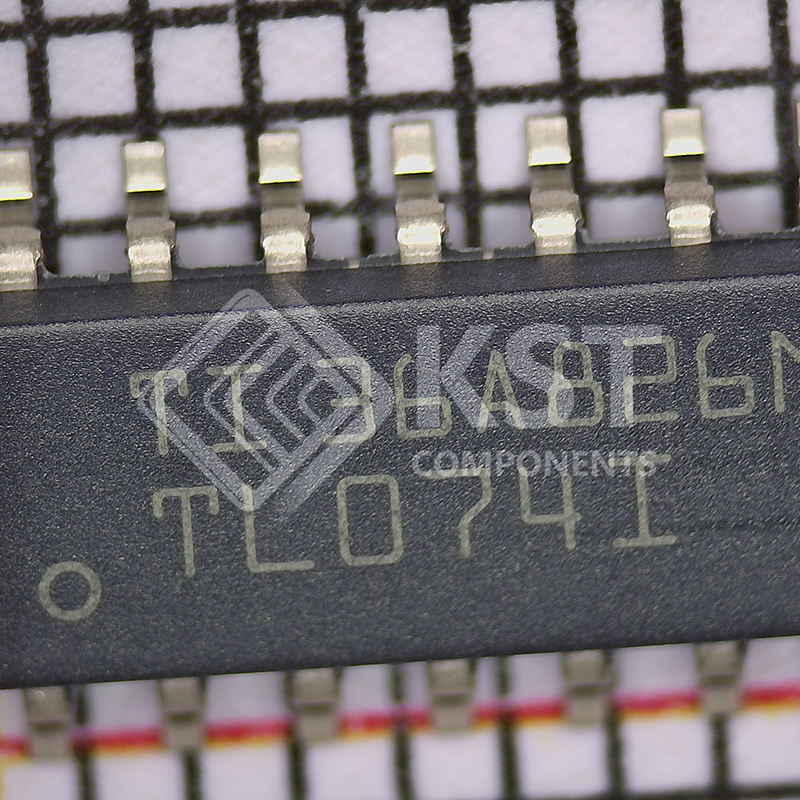 TI 36A826M
KST
COMPONENTS
TL074I